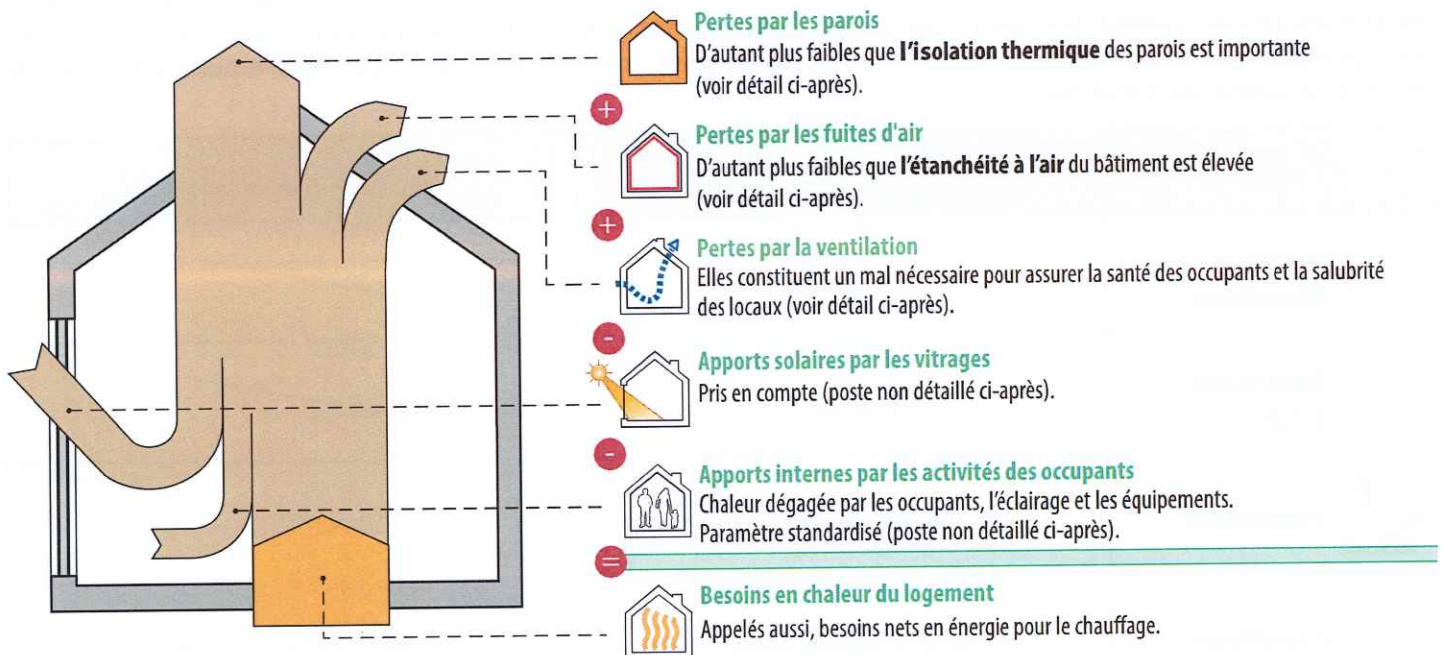 Pertes par les parois
D'autant plus faibles que l'isolation thermique des parois est importante
(voir détail ci-après).
+
Pertes par les fuites d'air
D'autant plus faibles que l'étanchéité à l'air du bâtiment est élevée
(voir détail ci-après).
+
Pertes par la ventilation
Elles constituent un mal nécessaire pour assurer la santé des occupants et la salubrité
des locaux (voir détail ci-après).
-
Apports solaires par les vitrages
Pris en compte (poste non détaillé ci-après).
-
Apports internes par les activités des occupants
Chaleur dégagée par les occupants, l'éclairage et les équipements.
Paramètre standardisé (poste non détaillé ci-après).
=
Besoins en chaleur du logement
Appelés aussi, besoins nets en énergie pour le chauffage.